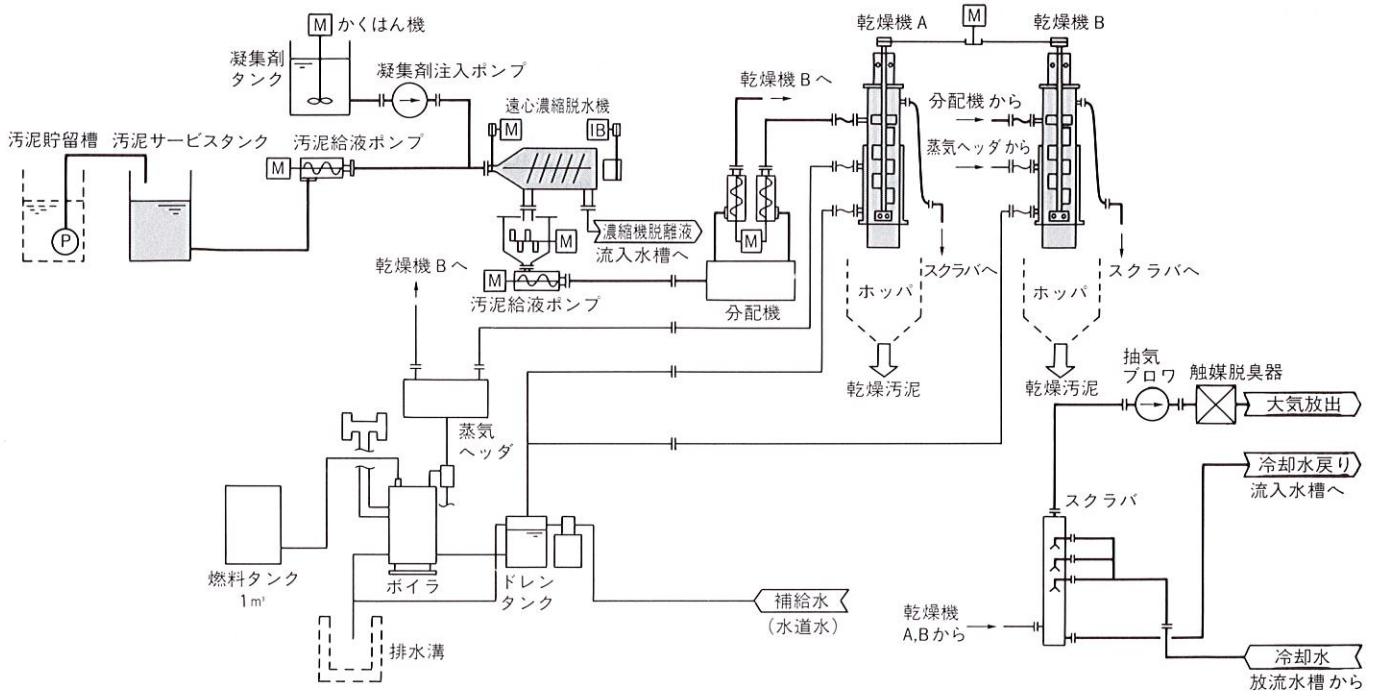 M かくはん機
凝集剤
タンク
凝集剤注入ポンプ
汚泥貯留槽
汚泥サービスタンク
汚泥給液ポンプ
M
P
遠心濃縮脱水機
M
IB
濃縮機脱離液
流入水槽へ
M
M
汚泥給液ポンプ
乾燥機 B へ
M
分配機
乾燥機 A
M
乾燥機 B
分配機 から
蒸気ヘッダから
スクラバへ
スクラバへ
ホッパ
ホッパ
乾燥汚泥
乾燥汚泥
乾燥機 B へ
蒸気
ヘッダ
燃料タンク
1㎥
ボイラ
ドレン
タンク
排水溝
補給水
(水道水)
抽気
ブロワ
触媒脱臭器
大気放出
冷却水戻り
流入水槽へ
スクラバ
乾燥機
A,B から
冷却水
放流水槽 から